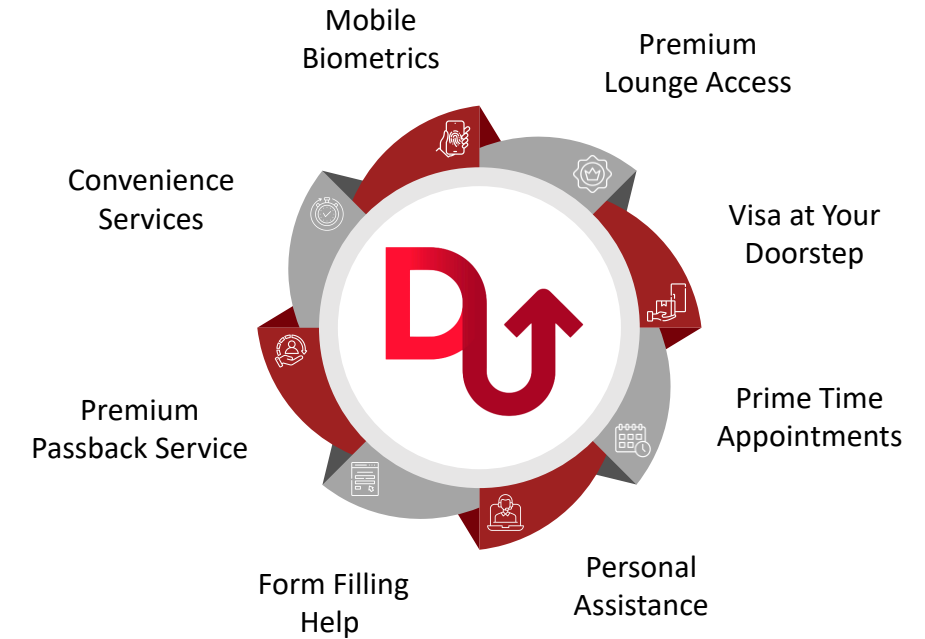 Mobile
Biometrics
Premium
Lounge Access
Visa at Your
Doorstep
Prime Time
Appointments
Personal
Assistance
Form Filling
Help
Premium
Passback Service
Convenience
Services
DU